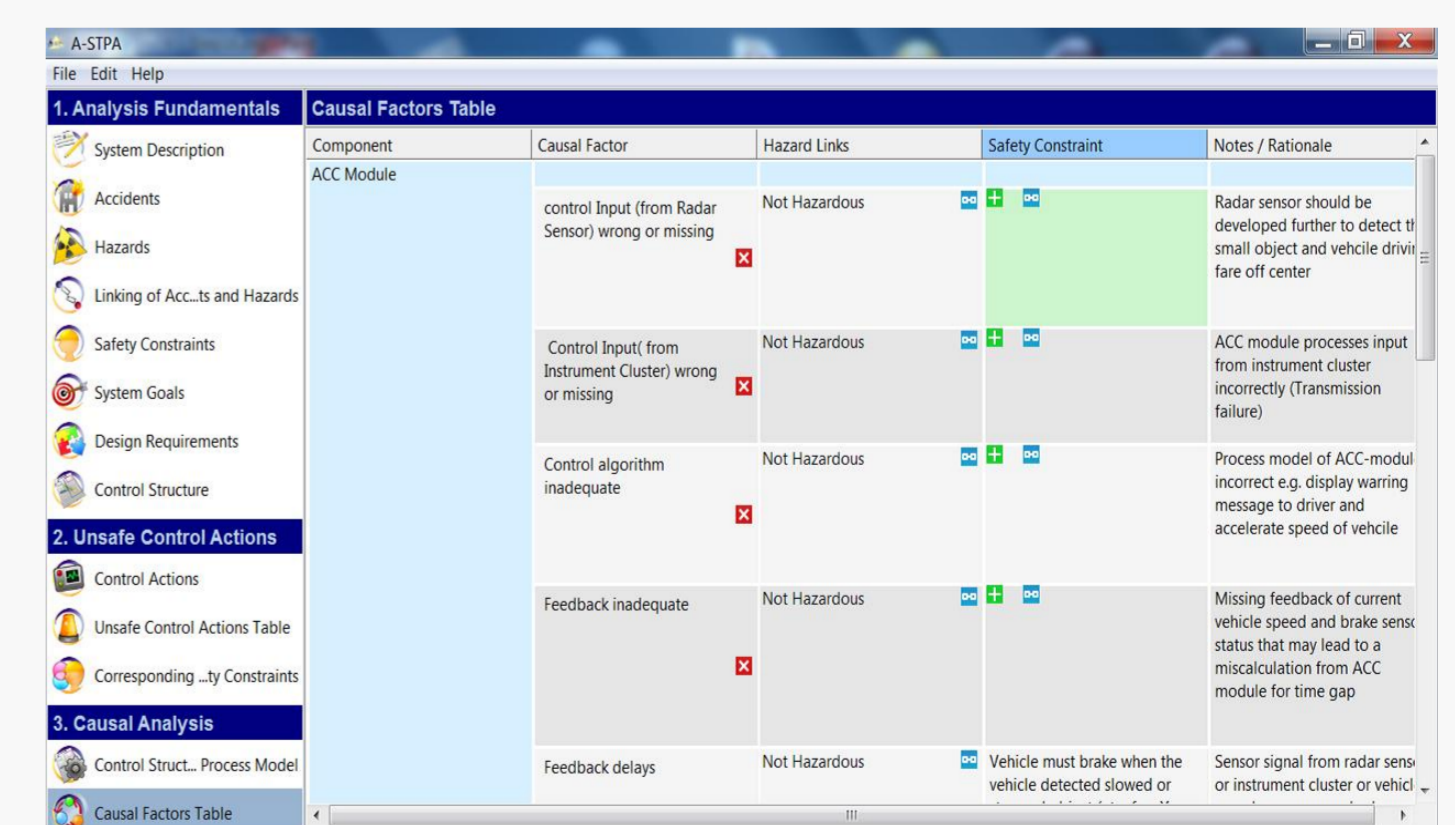 A-STPA
File Edit Help
1. Analysis Fundamentals
System Description
Accidents
Hazards
Linking of Acc...ts and Hazards
Safety Constraints
System Goals
Design Requirements
Control Structure
2. Unsafe Control Actions
Control Actions
Unsafe Control Actions Table
Corresponding ...ty Constraints
3. Causal Analysis
Control Struct... Process Model
Causal Factors Table
Causal Factors Table
Component Causal Factor Hazard Links Safety Constraint Notes / Rationale
ACC Module
control Input (from Radar
Sensor) wrong or missing
Not Hazardous
Radar sensor should be
developed further to detect
small object and vehcile
fare off center
Control Input( from
Instrument Cluster) wrong
or missing
Not Hazardous
ACC module processes input
from instrument cluster
incorrectly (Transmission
failure)
Control algorithm
inadequate
Not Hazardous
Process model of
incorrect e.g. display warring
message to driver and
accelerate speed of vehcile
Feedback inadequate
Not Hazardous
Missing feedback of current
vehicle speed and brake
status that may lead to a
miscalculation from ACC
module for time gap
Feedback delays
Not Hazardous
Vehicle must brake when the
vehicle detected slowed or
Sensor signal from radar
or instrument cluster or